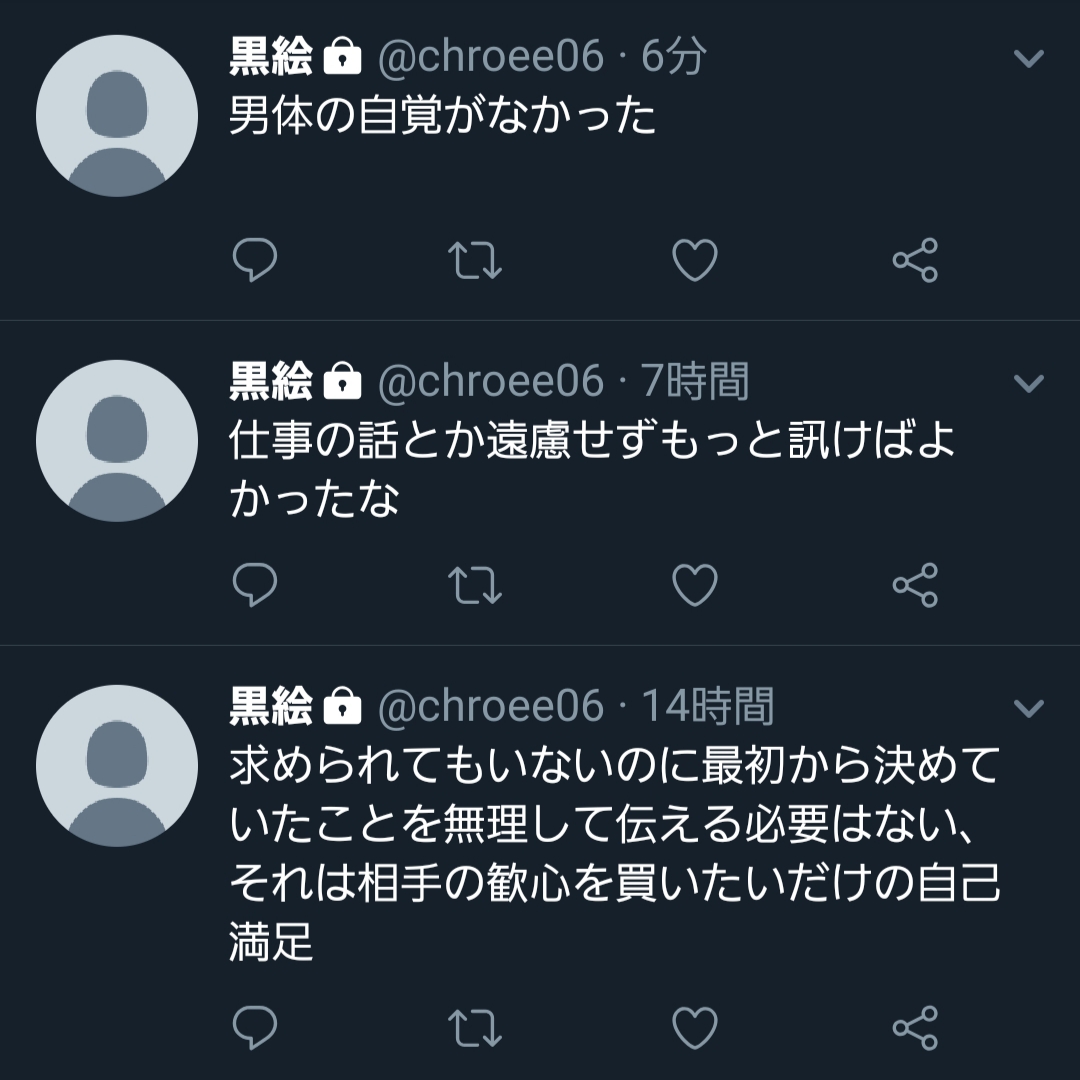 黒絵🔒 @chroee06 · 6分
男体の自覚がなかった
黒絵🔒 @chroee06 · 7時間
仕事の話とか遠慮せずもっと訊けばよ
かったな
黒絵🔒 @chroee06 · 14時間
求められてもいないのに最初から決めて
いたことを無理して伝える必要はない、
それは相手の歓心を買いたいだけの自己
満足